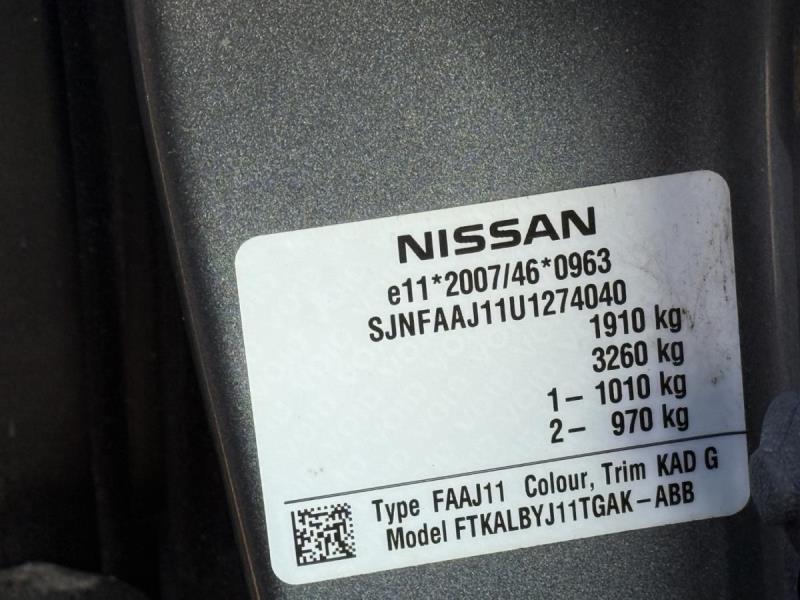 NISSAN
e11*2007/46*0963
SJNFAAJ11U1274040
1910 kg
3260 kg
1- 1010 kg
2- 970 kg
Type FAAJ11 Colour, Trim KAD G
Model FTKALBYJ11TGAK-ABB